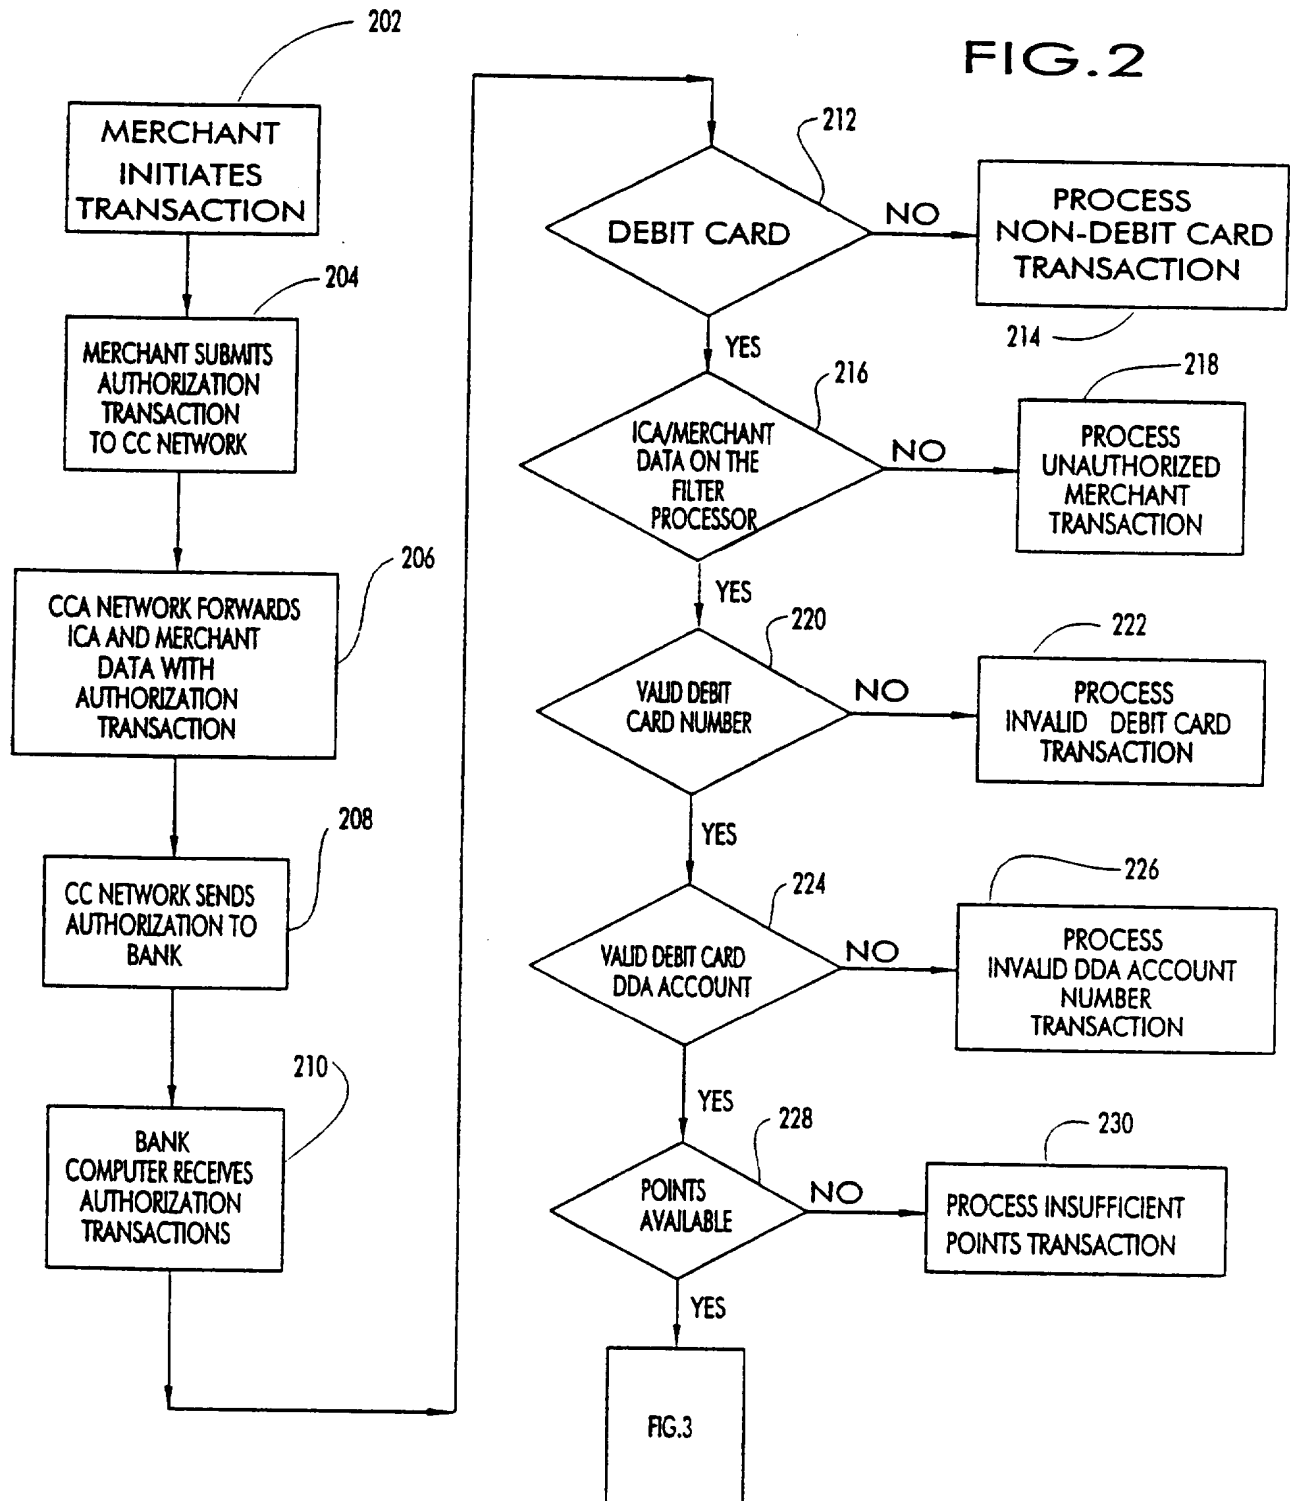 FIG.2
202
MERCHANT
INITIATES
TRANSACTION
204
MERCHANT SUBMITS
AUTHORIZATION
TRANSACTION
TO CC NETWORK
206
CCA NETWORK FORWARDS
ICA AND MERCHANT
DATA WITH
AUTHORIZATION
TRANSACTION
208
CC NETWORK SENDS
AUTHORIZATION TO
BANK
210
BANK
COMPUTER RECEIVES
AUTHORIZATION
TRANSACTIONS
212
DEBIT CARD
NO
PROCESS
NON-DEBIT CARD
TRANSACTION
214
YES
216
ICA/MERCHANT
DATA ON THE
FILTER
PROCESSOR
NO
218
PROCESS
UNAUTHORIZED
MERCHANT
TRANSACTION
YES
220
VALID DEBIT
CARD NUMBER
NO
222
PROCESS
INVALID DEBIT CARD
TRANSACTION
YES
224
VALID DEBIT CARD
DDA ACCOUNT
NO
226
PROCESS
INVALID DDA ACCOUNT
NUMBER
TRANSACTION
YES
228
POINTS
AVAILABLE
NO
230
PROCESS INSUFFICIENT
POINTS TRANSACTION
YES
FIG.3